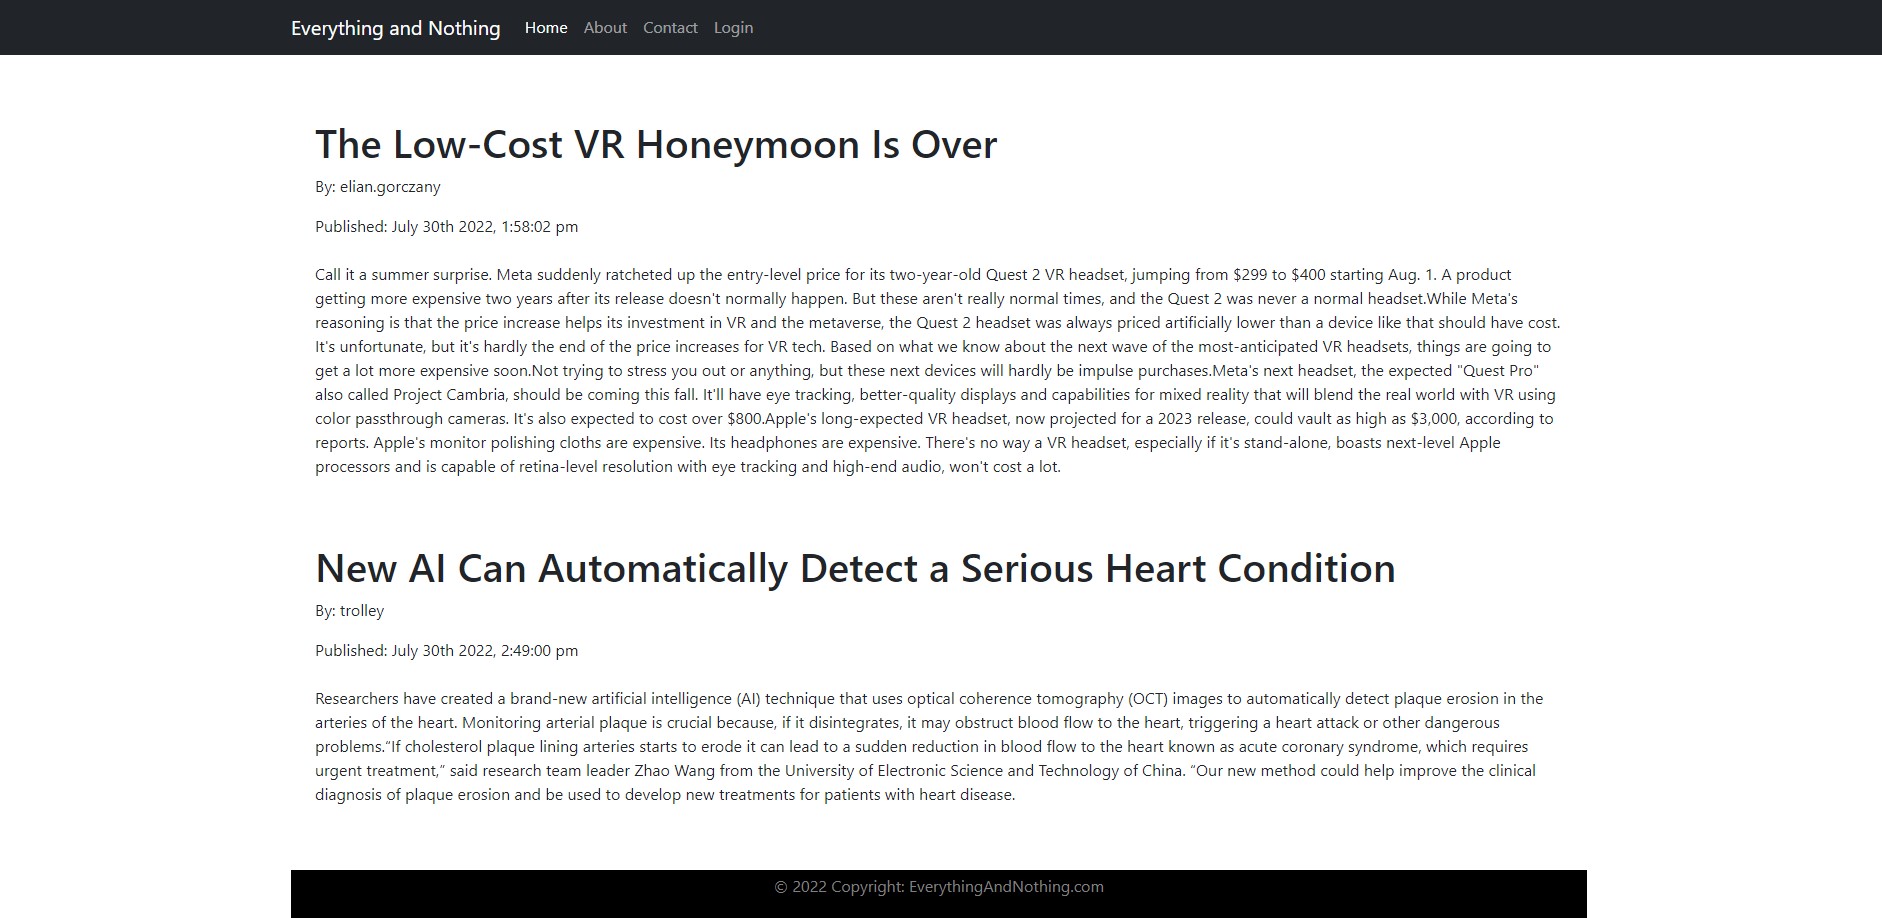 Everything and Nothing Home About Contact Login
The Low-Cost VR Honeymoon Is Over
By: elian.gorczany
Published: July 30th 2022, 1:58:02 pm
Call it a summer surprise. Meta suddenly ratcheted up the entry-level price for its two-year-old Quest 2 VR headset, jumping from $299 to $400 starting Aug. 1. A product
getting more expensive two years after its release doesn't normally happen. But these aren't really normal times, and the Quest 2 was never a normal headset.While Meta's
reasoning is that the price increase helps its investment in VR and the metaverse, the Quest 2 headset was always priced artificially lower than a device like that should have cost.
It's unfortunate, but it's hardly the end of the price increases for VR tech. Based on what we know about the next wave of the most-anticipated VR headsets, things are going to
get a lot more expensive soon.Not trying to stress you out or anything, but these next devices will hardly be impulse purchases.Meta's next headset, the expected "Quest Pro"
also called Project Cambria, should be coming this fall. It'll have eye tracking, better-quality displays and capabilities for mixed reality that will blend the real world with VR using
color passthrough cameras. It's also expected to cost over $800.Apple's long-expected VR headset, now projected for a 2023 release, could vault as high as $3,000, according to
reports. Apple's monitor polishing cloths are expensive. Its headphones are expensive. There's no way a VR headset, especially if it's stand-alone, boasts next-level Apple
processors and is capable of retina-level resolution with eye tracking and high-end audio, won't cost a lot.
New AI Can Automatically Detect a Serious Heart Condition
By: trolley
Published: July 30th 2022, 2:49:00 pm
Researchers have created a brand-new artificial intelligence (AI) technique that uses optical coherence tomography (OCT) images to automatically detect plaque erosion in the
arteries of the heart. Monitoring arterial plaque is crucial because, if it disintegrates, it may obstruct blood flow to the heart, triggering a heart attack or other dangerous
problems.“If cholesterol plaque lining arteries starts to erode it can lead to a sudden reduction in blood flow to the heart known as acute coronary syndrome, which requires
urgent treatment,” said research team leader Zhao Wang from the University of Electronic Science and Technology of China. “Our new method could help improve the clinical
diagnosis of plaque erosion and be used to develop new treatments for patients with heart disease.
© 2022 Copyright: EverythingAndNothing.com